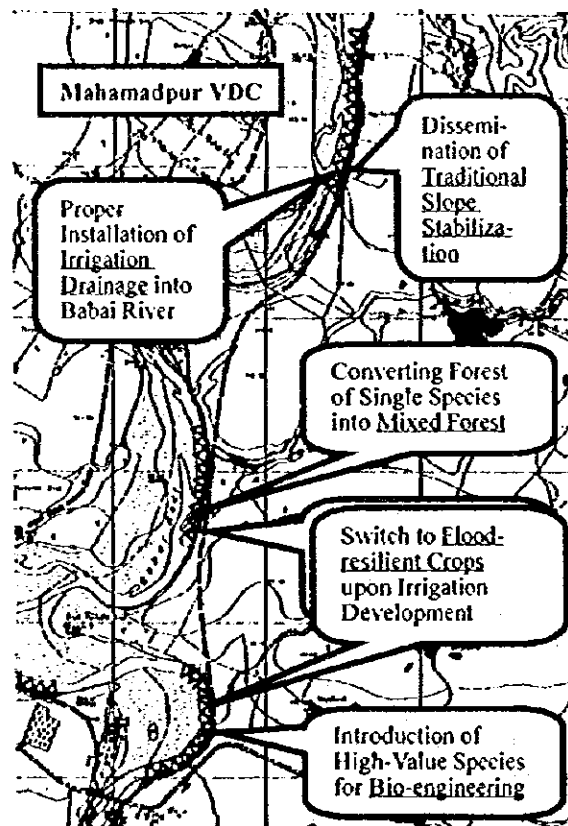 Mahamadpur VDC
Dissemi-
nation of
Traditional
Slope
Stabiliza-
tion
Proper
Installation of
Irrigation
Drainage into
Babai River
Converting Forest
of Single Species
into Mixed Forest
Switch to Flood-
resilient Crops
upon Irrigation
Development
Introduction of
High-Value Species
for Bio-engineering